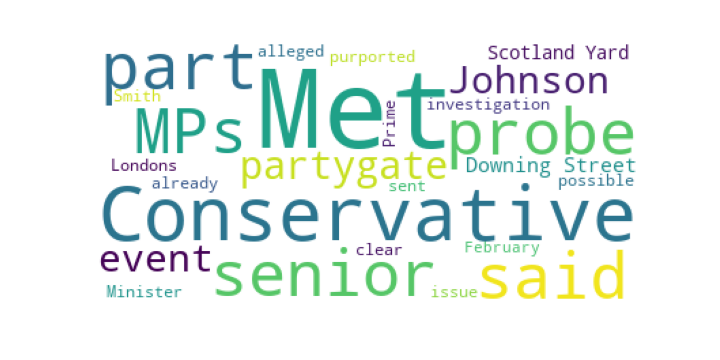 part
alleged
purported
Scotland Yard
Met
Johnson
Smith
investigation
MPs
Prime
probe
partygate
Downing Street
Londons
already
sent
possible
Conservative
event
senior
clear
February
said
Minister
issue